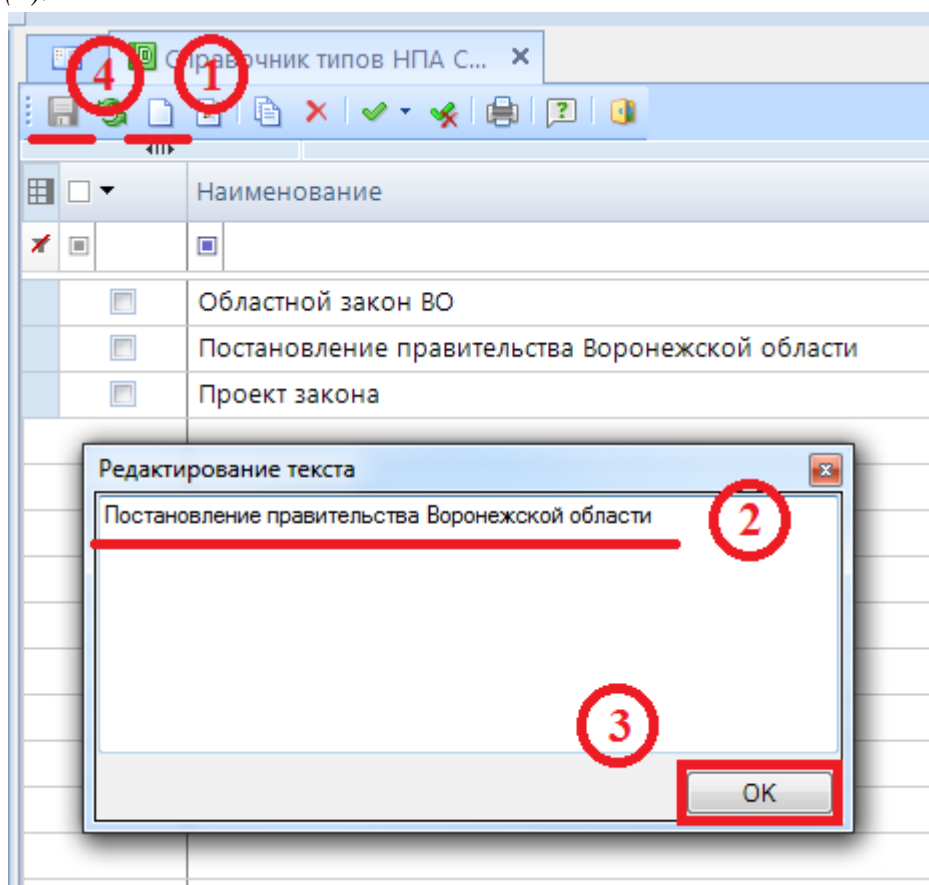 4
1
Справочник типов НПА С...
Наименование
Областной закон ВО
Постановление правительства Воронежской области
Проект закона
Редактирование текста
Постановление правительства Воронежской области
2
3
OK